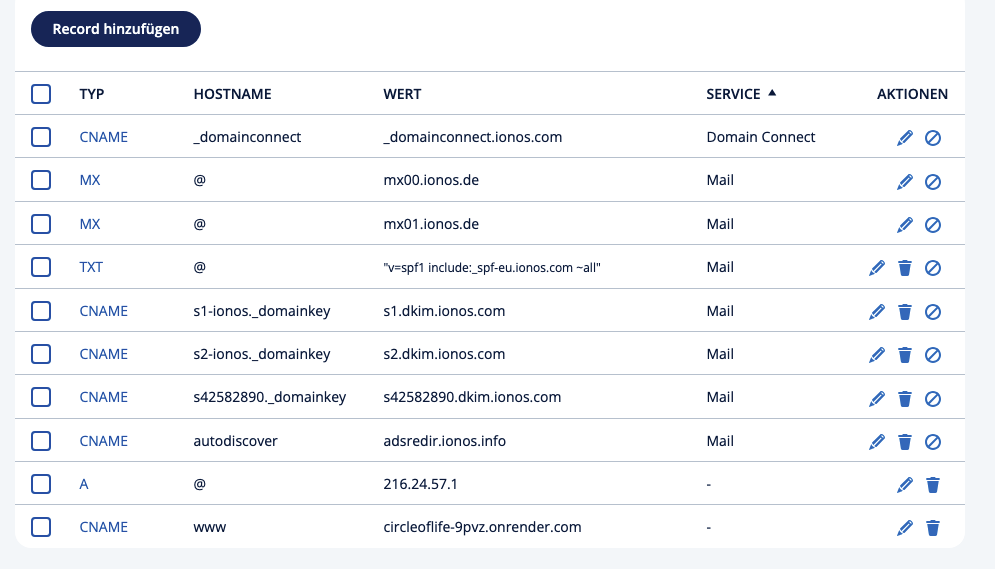 Record hinzufügen
TYP HOSTNAME WERT SERVICE ▲ AKTIONEN
CNAME _domainconnect _domainconnect.ionos.com Domain Connect
MX @ mx00.ionos.de Mail
MX @ mx01.ionos.de Mail
TXT @ "v=spf1 include:_spf-eu.ionos.com ~all" Mail
CNAME s1-ionos._domainkey s1.dkim.ionos.com Mail
CNAME s2-ionos._domainkey s2.dkim.ionos.com Mail
CNAME s42582890._domainkey s42582890.dkim.ionos.com Mail
CNAME autodiscover adsredir.ionos.info Mail
A @ 216.24.57.1 -
CNAME www circleoflife-9pvz.onrender.com -